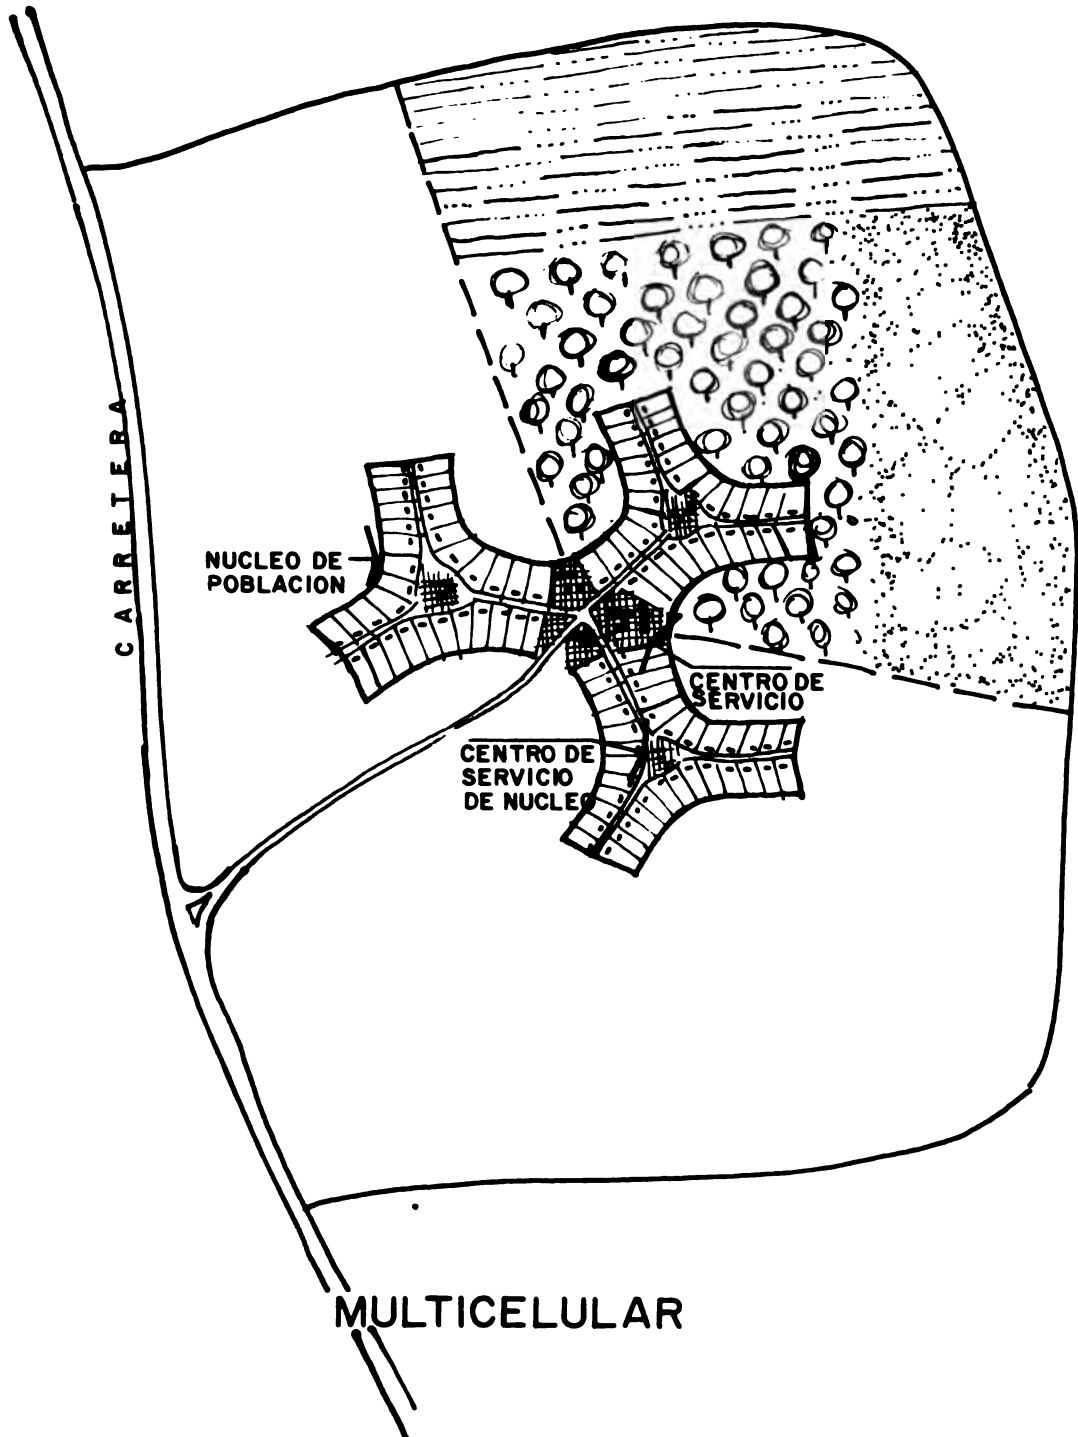 CARRETERA
NUCLEO DE
POBLACION
CENTRO DE
SERVICIO
CENTRO DE
SERVICIO
DE NUCLEO
MULTICELULAR